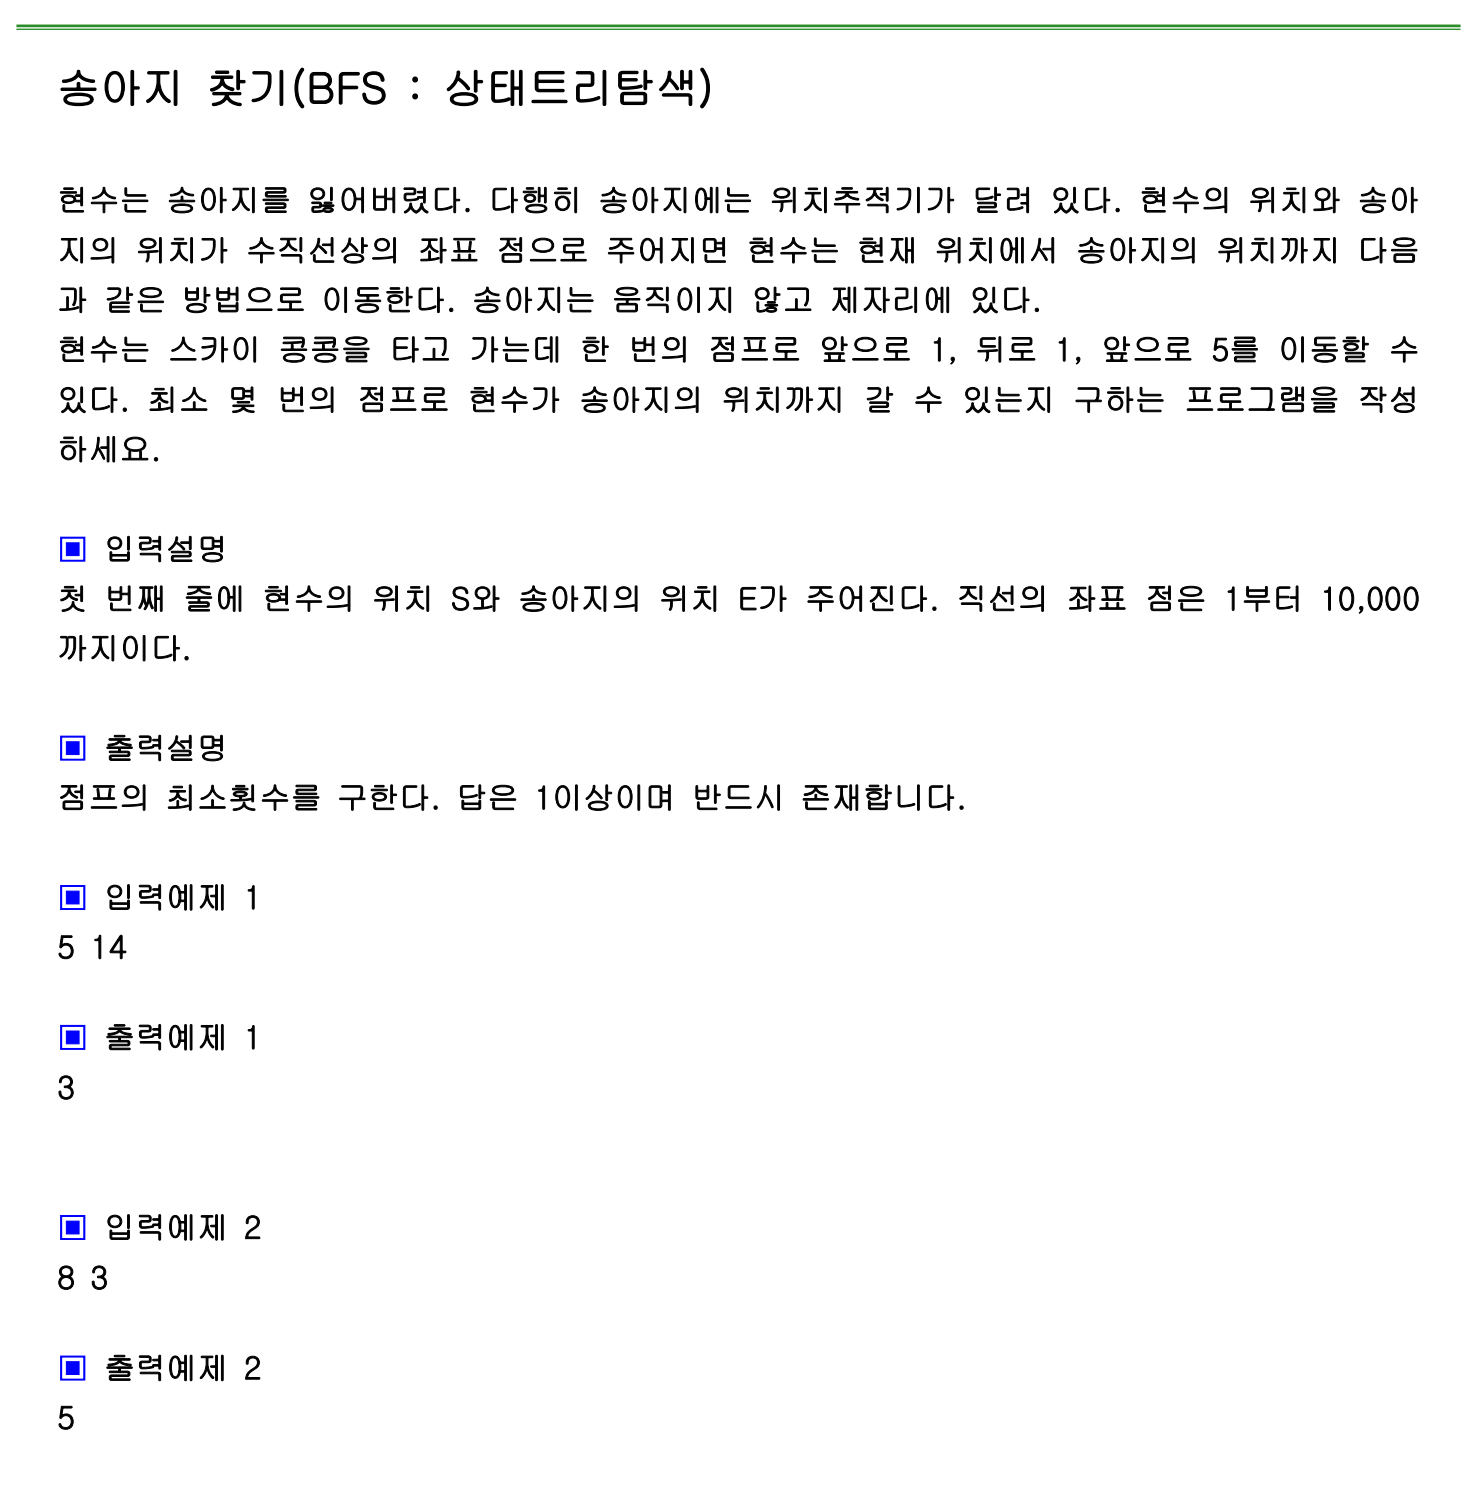 송아지 찾기(BFS : 상태트리탐색)
현수는 송아지를 잃어버렸다. 다행히 송아지에는 위치추적기가 달려 있다. 현수의 위치와 송아
지의 위치가 수직선상의 좌표 점으로 주어지면 현수는 현재 위치에서 송아지의 위치까지 다음
과 같은 방법으로 이동한다. 송아지는 움직이지 않고 제자리에 있다.
현수는 스카이 콩콩을 타고 가는데 한 번의 점프로 앞으로 1, 뒤로 1, 앞으로 5를 이동할 수
있다. 최소 몇 번의 점프로 현수가 송아지의 위치까지 갈 수 있는지 구하는 프로그램을 작성
하세요.
▣ 입력설명
첫 번째 줄에 현수의 위치 S와 송아지의 위치 E가 주어진다. 직선의 좌표 점은 1부터 10,000
까지이다.
▣ 출력설명
점프의 최소횟수를 구한다. 답은 1이상이며 반드시 존재합니다.
▣ 입력예제 1
5 14
▣ 출력예제 1
3
▣ 입력예제 2
8 3
▣ 출력예제 2
5